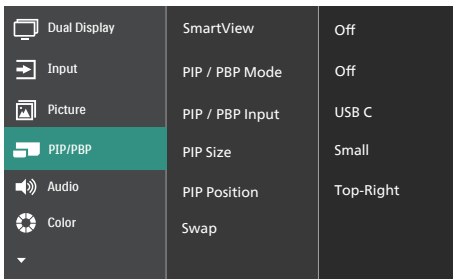 Dual Display
Input
Picture
PIP/PBP
Audio
Color
SmartView Off
PIP / PBP Mode Off
PIP / PBP Input USB C
PIP Size Small
PIP Position Top-Right
Swap